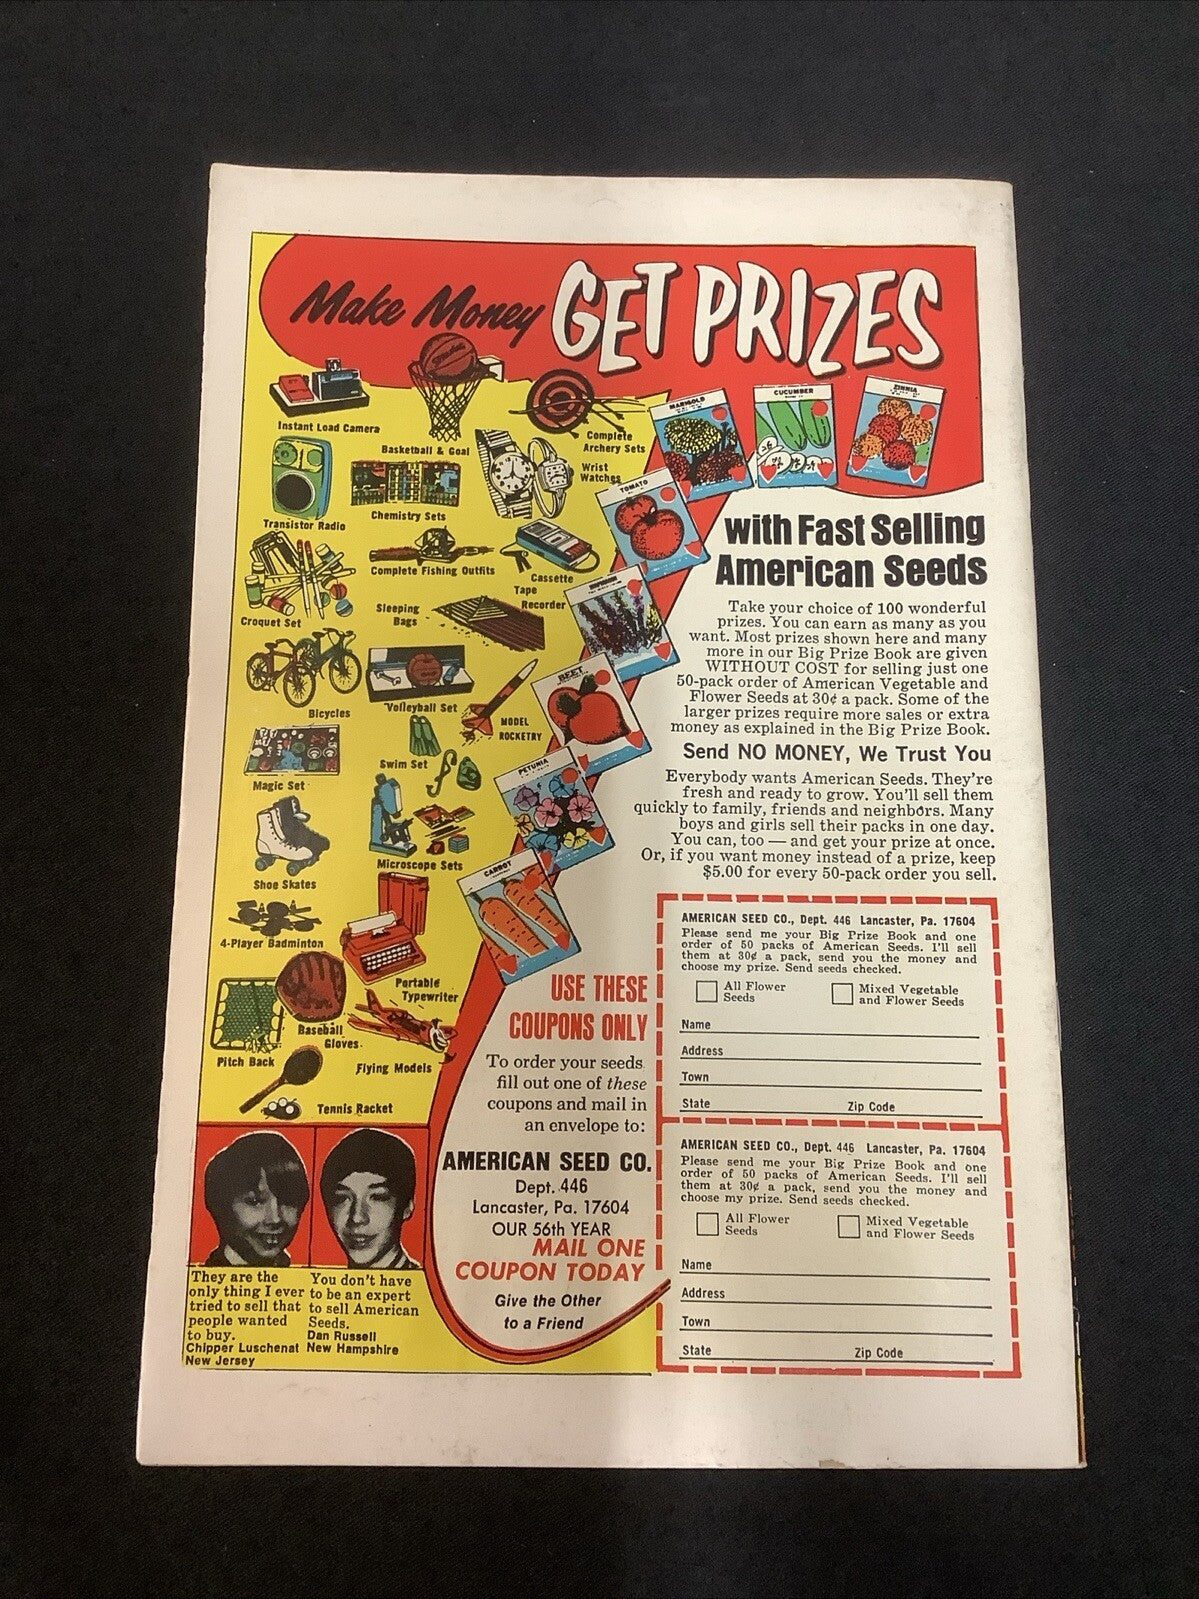 Make Money GET PRIZES
Instant Load Camera
Basketball & Goal
Complete
Archery Sets
Transistor Radio
Chemistry Sets
Wrist
Watches
Croquet Set
Complete Fishing Outfits
Cassette
Tape
Recorder
Sleeping
Bags
Bicycles
Volleyball Set
MODEL
ROCKETRY
Magic Set
Swim Set
Shoe Skates
Microscope Sets
4-Player Badminton
Portable
Typewriter
Pitch Back
Baseball
Gloves
Flying Models
Tennis Racket
MARIGOLD
CUCUMBER
ZINNIA
TOMATO
BEET
PETUNIA
CARROT
with Fast Selling
American Seeds
Take your choice of 100 wonderful
prizes. You can earn as many as you
want. Most prizes shown here and many
more in our Big Prize Book are given
WITHOUT COST for selling just one
50-pack order of American Vegetable and
Flower Seeds at 30¢ a pack. Some of the
larger prizes require more sales or extra
money as explained in the Big Prize Book.
Send NO MONEY, We Trust You
Everybody wants American Seeds. They're
fresh and ready to grow. You'll sell them
quickly to family, friends and neighbors. Many
boys and girls sell their packs in one day.
You can, too — and get your prize at once.
Or, if you want money instead of a prize, keep
$5.00 for every 50-pack order you sell.
USE THESE
COUPONS ONLY
To order your seeds
fill out one of these
coupons and mail in
an envelope to:
AMERICAN SEED CO.
Dept. 446
Lancaster, Pa. 17604
OUR 56th YEAR
MAIL ONE
COUPON TODAY
Give the Other
to a Friend
AMERICAN SEED CO., Dept. 446 Lancaster, Pa. 17604
Please send me your Big Prize Book and one
order of 50 packs of American Seeds. I'll sell
them at 30¢ a pack, send you the money and
choose my prize. Send seeds checked.
All Flower
Seeds
Mixed Vegetable
and Flower Seeds
Name
Address
Town
State Zip Code
AMERICAN SEED CO., Dept. 446 Lancaster, Pa. 17604
Please send me your Big Prize Book and one
order of 50 packs of American Seeds. I'll sell
them at 30¢ a pack, send you the money and
choose my prize. Send seeds checked.
All Flower
Seeds
Mixed Vegetable
and Flower Seeds
Name
Address
Town
State Zip Code
They are the
only thing I ever
tried to sell that
people wanted
to buy.
Chipper Luschenat
New Jersey
You don't have
to be an expert
to sell American
Seeds.
Dan Russell
New Hampshire